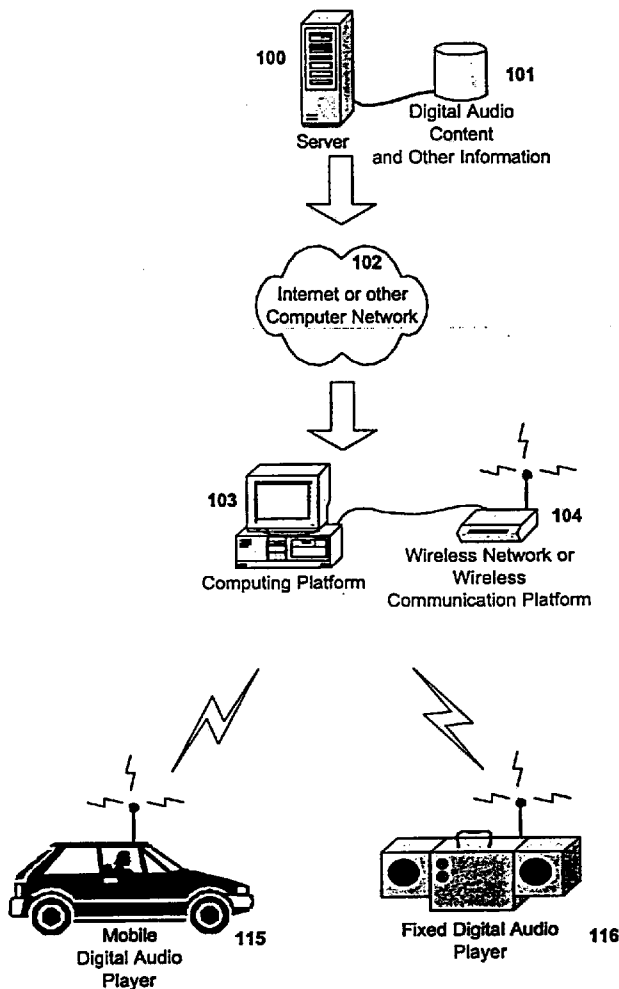 100
101
Digital Audio
Content
and Other Information
Server
102
Internet or other
Computer Network
103
104
Computing Platform
Wireless Network or
Wireless
Communication Platform
Mobile
Digital Audio
Player
115
Fixed Digital Audio
Player
116